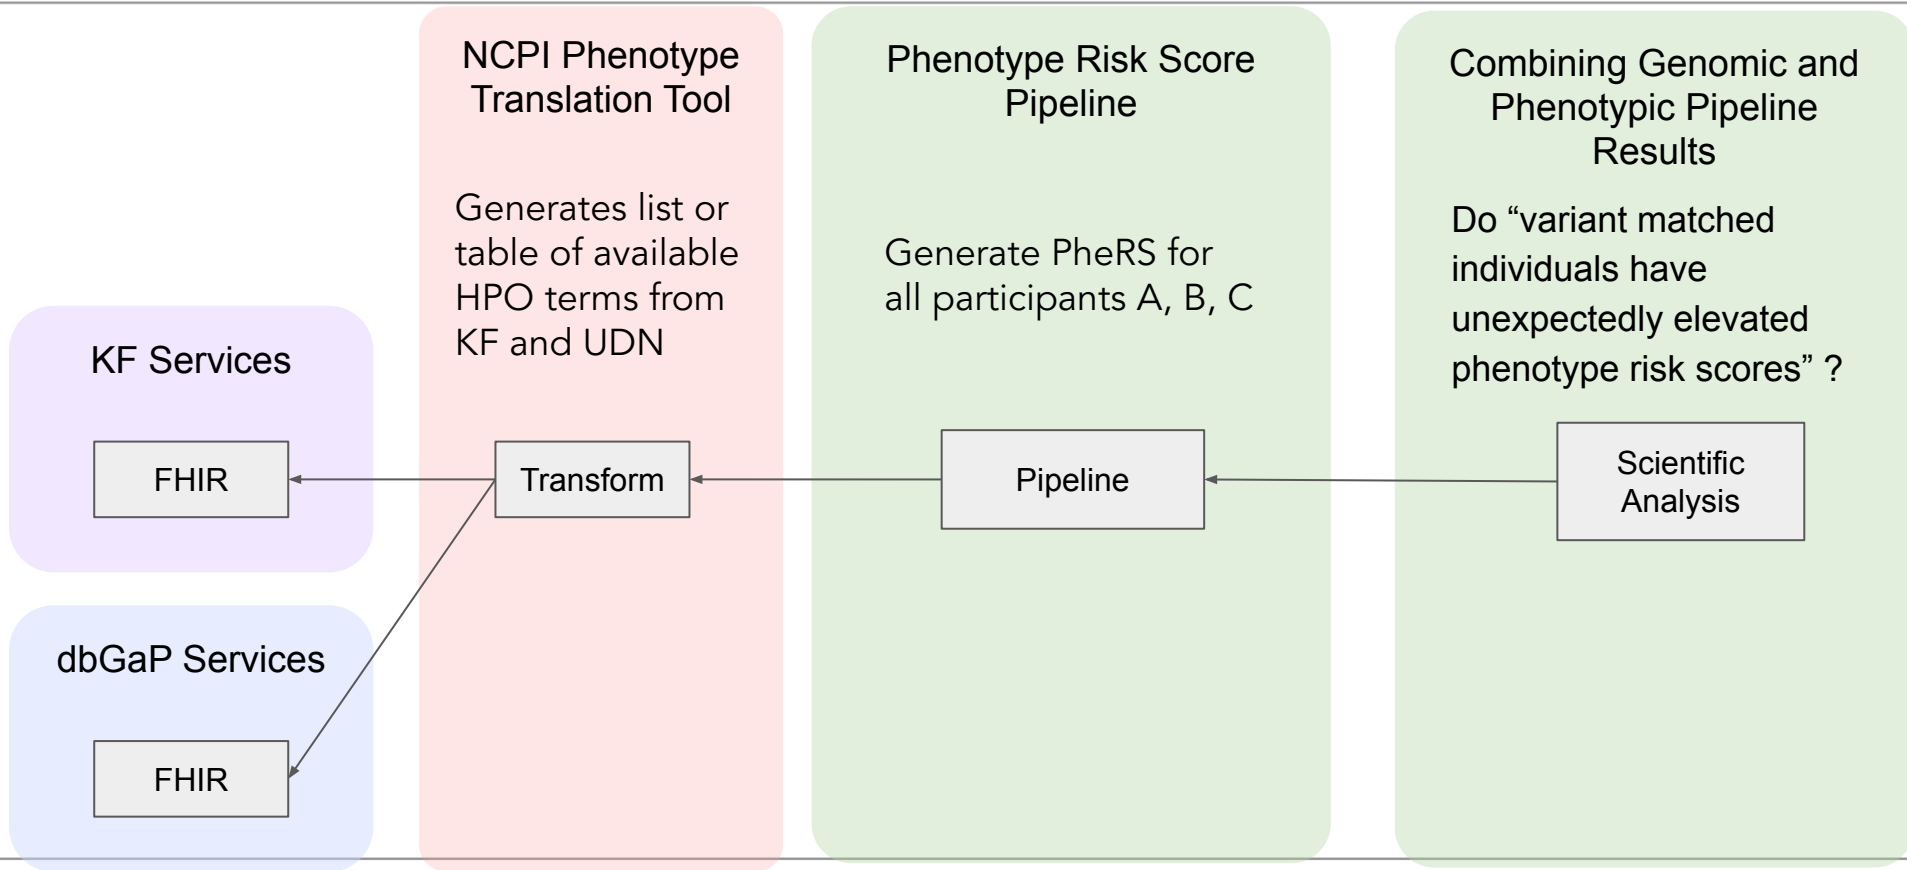 NCPI Phenotype
Translation Tool
Generates list or
table of available
HPO terms from
KF and UDN
Transform
Phenotype Risk Score
Pipeline
Generate PheRS for
all participants A, B, C
Pipeline
Combining Genomic and
Phenotypic Pipeline
Results
Do “variant matched
individuals have
unexpectedly elevated
phenotype risk scores” ?
Scientific
Analysis
KF Services
FHIR
dbGaP Services
FHIR